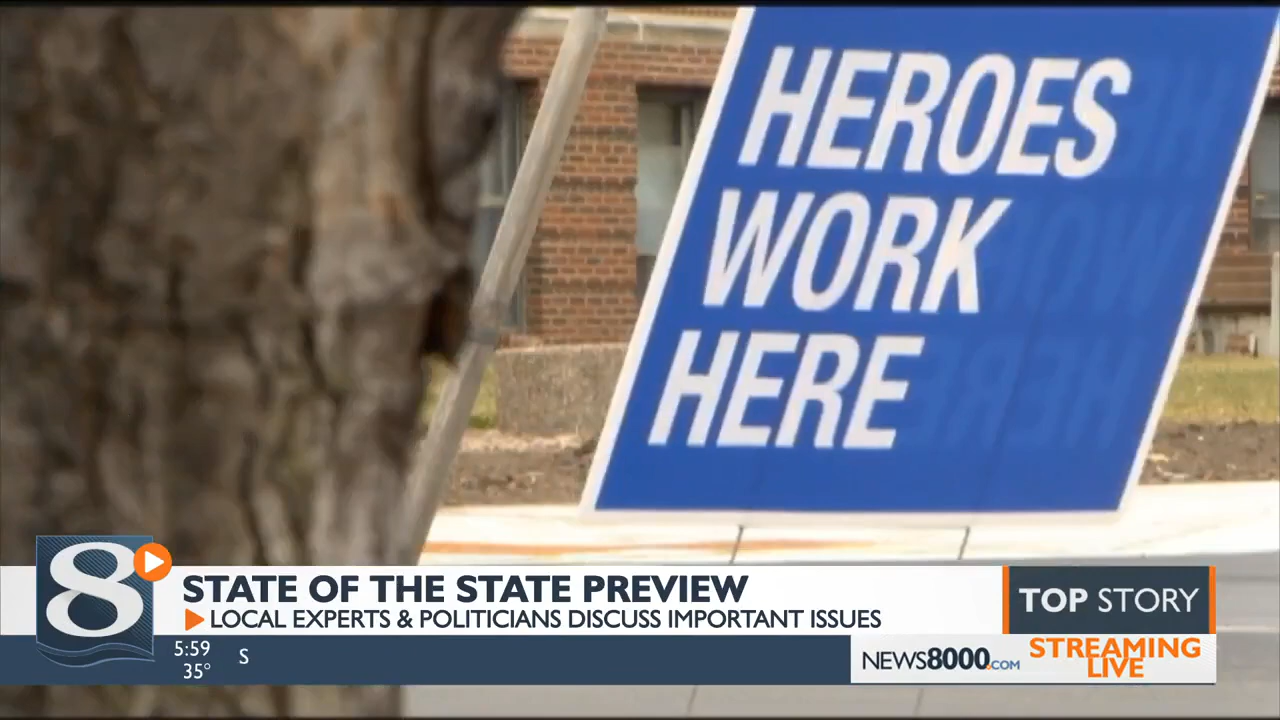 HEROES
WORK
HERE
8
STATE OF THE STATE PREVIEW
LOCAL EXPERTS & POLITICIANS DISCUSS IMPORTANT ISSUES
TOP STORY
5:59
35° S
NEWS8000.COM
STREAMING
LIVE